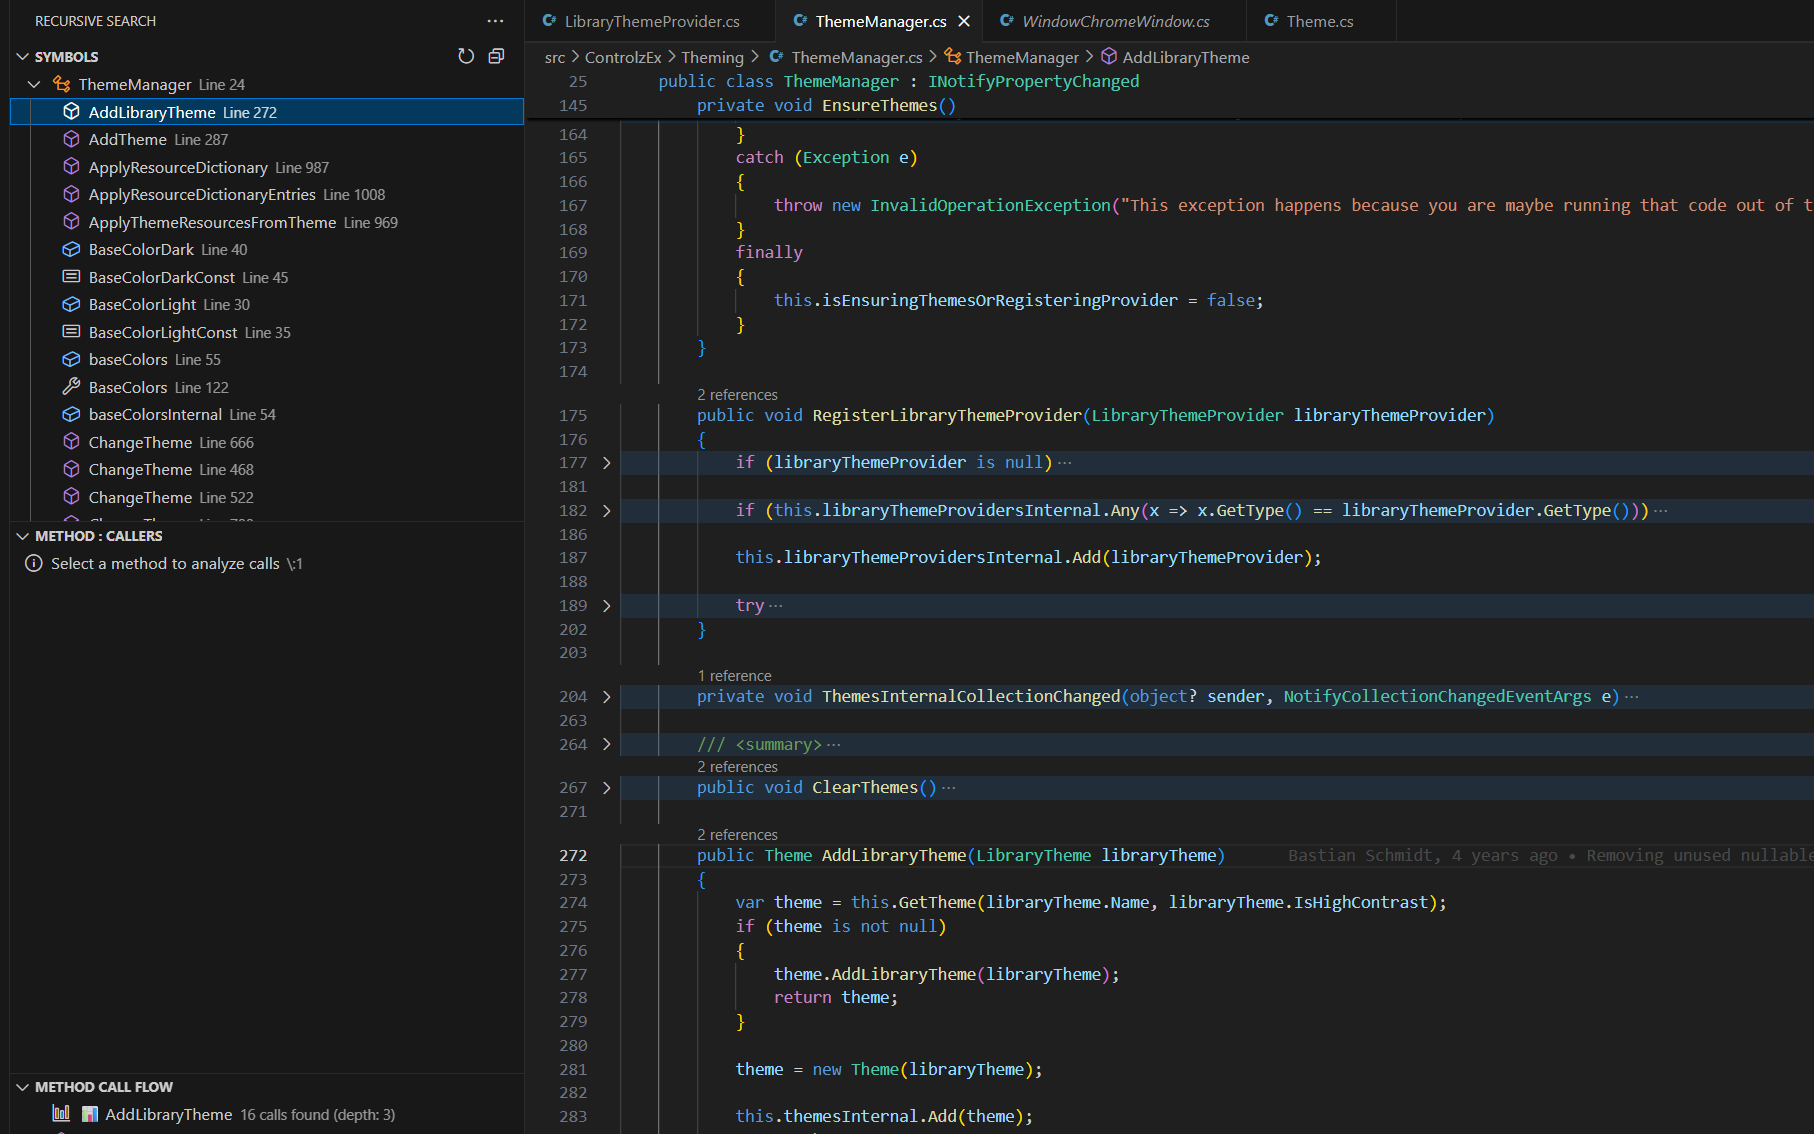 RECURSIVE SEARCH
SYMBOLS
ThemeManager Line 24
AddLibraryTheme Line 272
AddTheme Line 287
ApplyResourceDictionary Line 987
ApplyResourceDictionaryEntries Line 1008
ApplyThemeResourcesFromTheme Line 969
BaseColorDark Line 40
BaseColorDarkConst Line 45
BaseColorLight Line 30
BaseColorLightConst Line 35
baseColors Line 55
BaseColors Line 122
baseColorsInternal Line 54
ChangeTheme Line 666
ChangeTheme Line 468
ChangeTheme Line 522
METHOD : CALLERS
Select a method to analyze calls \:1
METHOD CALL FLOW
AddLibraryTheme 16 calls found (depth: 3)
C# LibraryThemeProvider.cs
C# ThemeManager.cs
C# WindowChromeWindow.cs
C# Theme.cs
src > ControlzEx > Theming > C# ThemeManager.cs > ThemeManager > AddLibraryTheme
25 public class ThemeManager : INotifyPropertyChanged
145 private void EnsureThemes()
164 }
165 catch (Exception e)
166 {
167 throw new InvalidOperationException("This exception happens because you are maybe running that code out of t
168 }
169 finally
170 {
171 this.isEnsuringThemesOrRegisteringProvider = false;
172 }
173 }
174
2 references
175 public void RegisterLibraryThemeProvider(LibraryThemeProvider libraryThemeProvider)
176 {
177 if (libraryThemeProvider is null)···
181
182 if (this.libraryThemeProvidersInternal.Any(x => x.GetType() == libraryThemeProvider.GetType()))···
186
187 this.libraryThemeProvidersInternal.Add(libraryThemeProvider);
188
189 try···
202 }
203
1 reference
204 private void ThemesInternalCollectionChanged(object? sender, NotifyCollectionChangedEventArgs e)···
263
264 /// <summary>···
2 references
267 public void ClearThemes()···
271
2 references
272 public Theme AddLibraryTheme(LibraryTheme libraryTheme) Bastian Schmidt, 4 years ago • Removing unused nullable
273 {
274 var theme = this.GetTheme(libraryTheme.Name, libraryTheme.IsHighContrast);
275 if (theme is not null)
276 {
277 theme.AddLibraryTheme(libraryTheme);
278 return theme;
279 }
280
281 theme = new Theme(libraryTheme);
282
283 this.themesInternal.Add(theme);